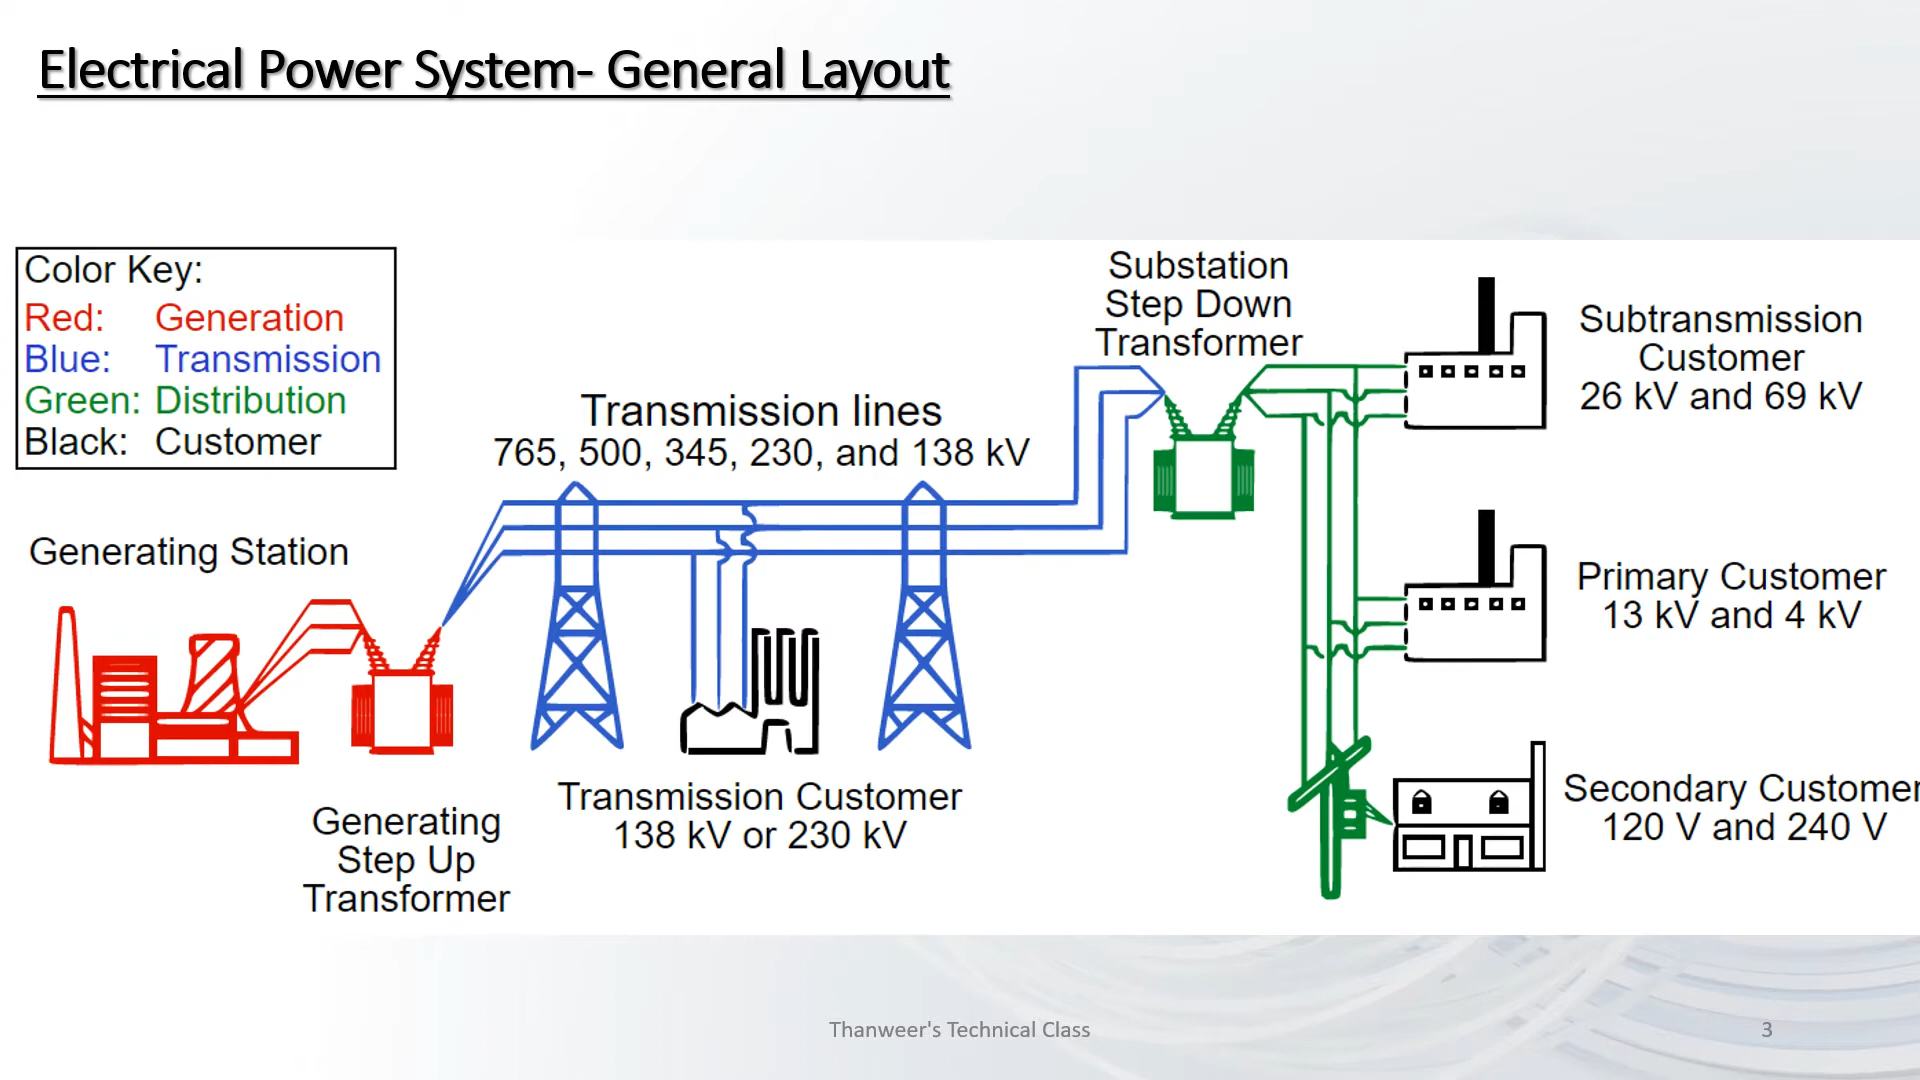 Electrical Power System- General Layout
Color Key:
Red: Generation
Blue: Transmission
Green: Distribution
Black: Customer
Generating Station
Generating
Step Up
Transformer
Transmission lines
765, 500, 345, 230, and 138 kV
Transmission Customer
138 kV or 230 kV
Substation
Step Down
Transformer
Subtransmission
Customer
26 kV and 69 kV
Primary Customer
13 kV and 4 kV
Secondary Customer
120 V and 240 V
Thanweer's Technical Class
3